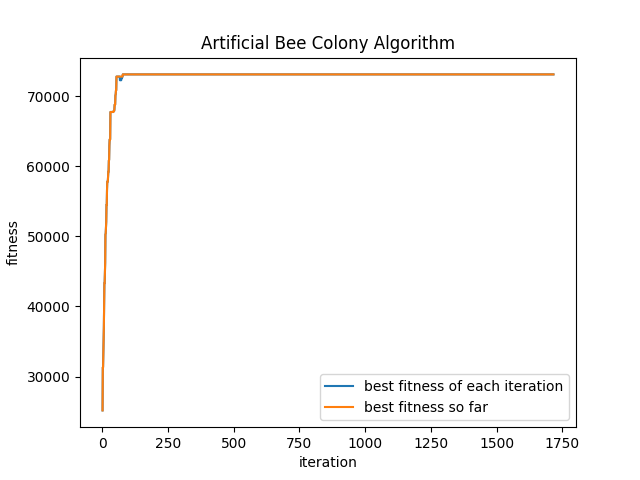 Artificial Bee Colony Algorithm
fitness
70000
60000
50000
40000
30000
best fitness of each iteration
best fitness so far
0 250 500 750 1000 1250 1500 1750
iteration